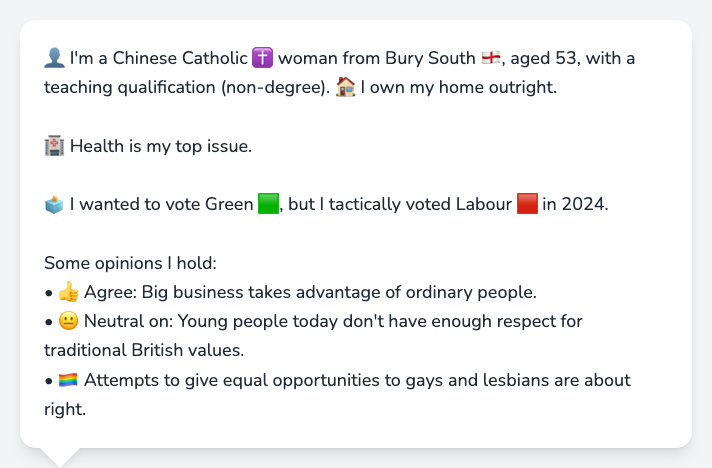 👤 I'm a Chinese Catholic ✝️ woman from Bury South 🏴󠁧󠁢󠁥󠁮󠁧󠁿, aged 53, with a
teaching qualification (non-degree). 🏠 I own my home outright.
🏥 Health is my top issue.
🗳️ I wanted to vote Green 🟩, but I tactically voted Labour 🟥 in 2024.
Some opinions I hold:
• 👍 Agree: Big business takes advantage of ordinary people.
• 😐 Neutral on: Young people today don't have enough respect for
traditional British values.
• 🏳️‍🌈 Attempts to give equal opportunities to gays and lesbians are about
right.